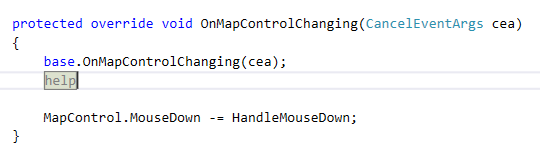 protected override void OnMapControlChanging(CancelEventArgs cea)
{
base.OnMapControlChanging(cea);
help
MapControl.MouseDown -= HandleMouseDown;
}